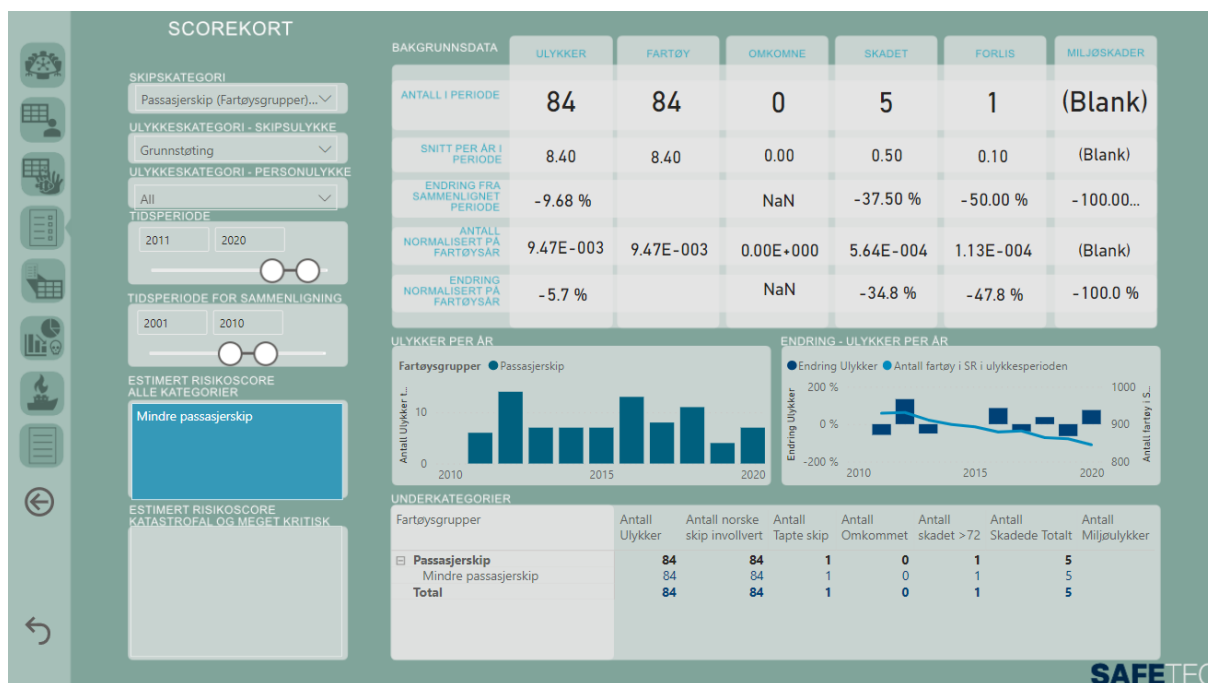 SCOREKORT
SKIPSKATEGORI
Passasjerskip (Fartøysgrupper)...
ULYKKESKATEGORI - SKIPSULYKKE
Grunnstøting
ULYKKESKATEGORI - PERSONULYKKE
All
TIDSPERIODE
2011 2020
TIDSPERIODE FOR SAMMENLIGNING
2001 2010
ESTIMERT RISIKOSCORE
ALLE KATEGORIER
Mindre passasjerskip
ESTIMERT RISIKOSCORE
KATASTROFAL OG MEGET KRITISK
BAKGRUNNSDATA ULYKKER FARTØY OMKOMNE SKADET FORLIS MILJØSKADER
ANTALL I PERIODE 84 84 0 5 1 (Blank)
SNITT PER ÅR I
PERIODE 8.40 8.40 0.00 0.50 0.10 (Blank)
ENDRING FRA
SAMMENLIGNET
PERIODE -9.68 % NaN -37.50 % -50.00 % -100.00...
ANTALL
NORMALISERT PÅ
FARTØYSÅR 9.47E-003 9.47E-003 0.00E+000 5.64E-004 1.13E-004 (Blank)
ENDRING
NORMALISERT PÅ
FARTØYSÅR -5.7 % NaN -34.8 % -47.8 % -100.0 %
ULYKKER PER ÅR
Fartøysgrupper Passasjerskip
Antall Ulykker t...
10
0
2010 2015 2020
ENDRING - ULYKKER PER ÅR
Endring Ulykker Antall fartøy i SR i ulykkesperioden
Endring Ulykker
200 %
0 %
-200 %
1000
900
800
Antall fartøy i S...
2010 2015 2020
UNDERKATEGORIER
Fartøysgrupper Antall Antall norske Antall Antall Antall Antall Antall
Ulykker skip invollvert Tapte skip Omkommet skadet >72 Skadede Totalt Miljøulykker
Passasjerskip 84 84 1 0 1 5
Mindre passasjerskip 84 84 1 0 1 5
Total 84 84 1 0 1 5
SAFETEC